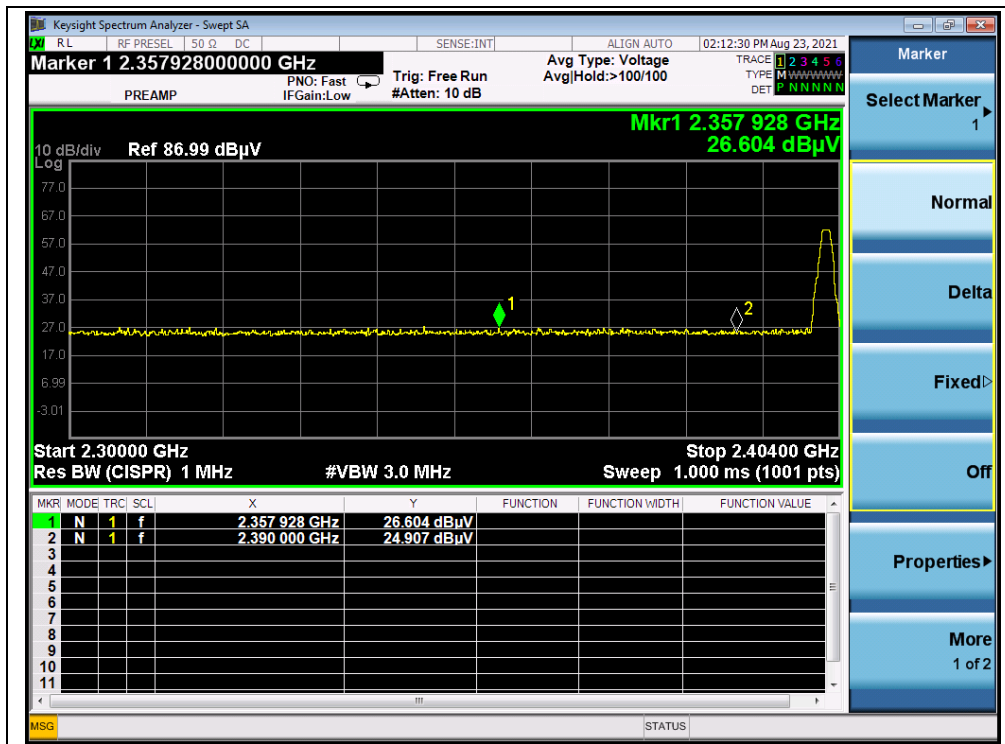 Keysight Spectrum Analyzer - Swept SA
LXI RL RF PRESEL 50 Ω DC SENSE:INT ALIGN AUTO 02:12:30 PM Aug 23, 2021
Marker 1 2.357928000000 GHz
PREAMP
PNO: Fast
IFGain:Low
Trig: Free Run
#Atten: 10 dB
Avg Type: Voltage
Avg|Hold:>100/100
TRACE 1 2 3 4 5 6
TYPE M WWWWW
DET P N N N N N
Mkr1 2.357 928 GHz
26.604 dBµV
10 dB/div Ref 86.99 dBµV
Log
77.0
67.0
57.0
47.0
37.0
27.0
17.0
6.99
-3.01
1
2
Start 2.30000 GHz Stop 2.40400 GHz
Res BW (CISPR) 1 MHz #VBW 3.0 MHz Sweep 1.000 ms (1001 pts)
MKR MODE TRC SCL X Y FUNCTION FUNCTION WIDTH FUNCTION VALUE
1 N 1 f 2.357 928 GHz 26.604 dBµV
2 N 1 f 2.390 000 GHz 24.907 dBµV
3
4
5
6
7
8
9
10
11
MSG STATUS
Marker
Select Marker
1
Normal
Delta
Fixed
Off
Properties
More
1 of 2